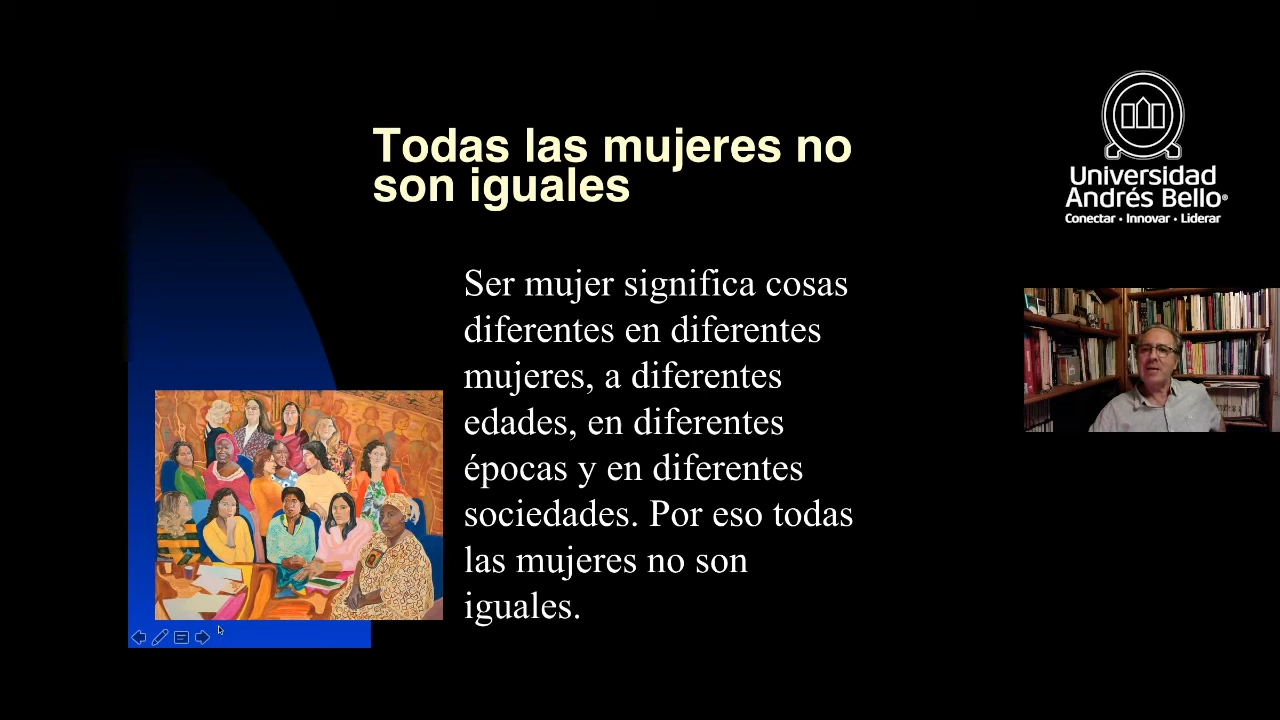 Todas las mujeres no
son iguales
Ser mujer significa cosas
diferentes en diferentes
mujeres, a diferentes
edades, en diferentes
épocas y en diferentes
sociedades. Por eso todas
las mujeres no son
iguales.
Universidad
Andrés Bello®
Conectar • Innovar • Liderar